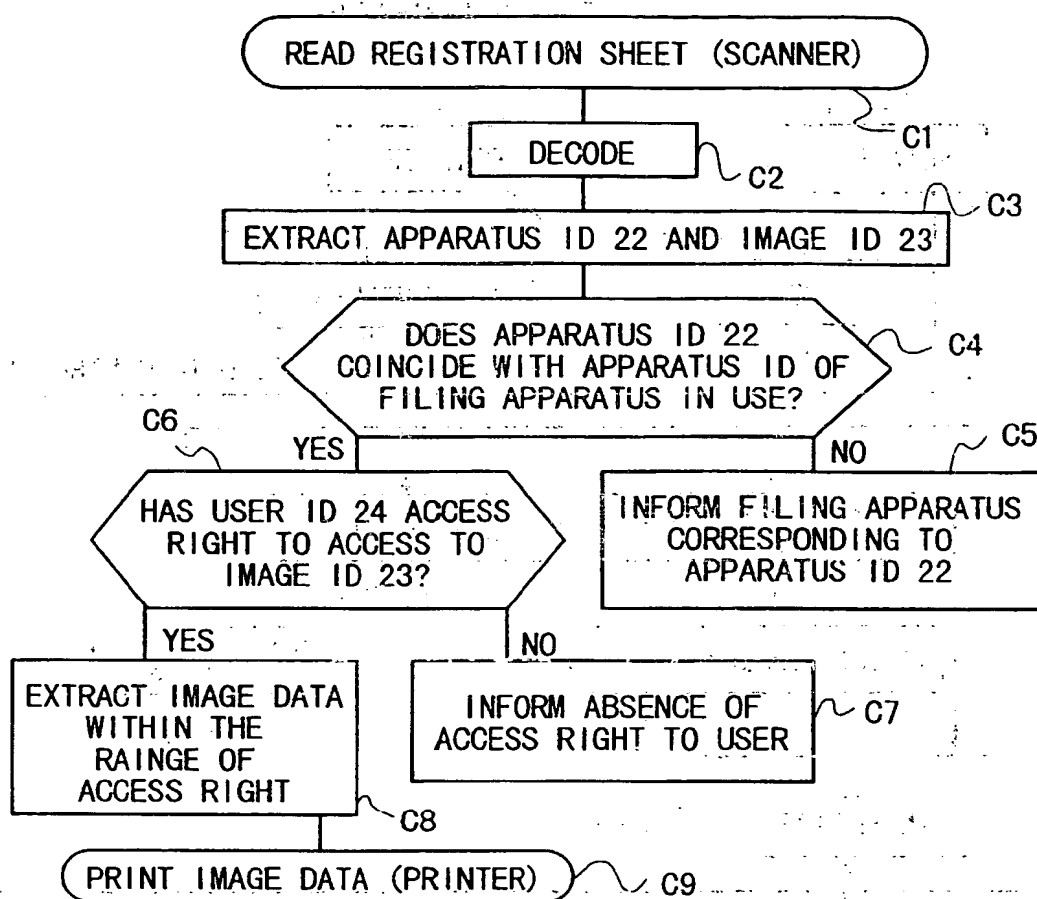 READ REGISTRATION SHEET (SCANNER)
C1
DECODE
C2
C3
EXTRACT APPARATUS ID 22 AND IMAGE ID 23
DOES APPARATUS ID 22
COINCIDE WITH APPARATUS ID OF
FILING APPARATUS IN USE?
C4
C6
YES
NO
C5
HAS USER ID 24 ACCESS
RIGHT TO ACCESS TO
IMAGE ID 23?
INFORM FILING APPARATUS
CORRESPONDING TO
APPARATUS ID 22
YES
NO
EXTRACT IMAGE DATA
WITHIN THE
RAINGE OF
ACCESS RIGHT
C8
INFORM ABSENCE OF
ACCESS RIGHT TO USER
C7
PRINT IMAGE DATA (PRINTER)
C9